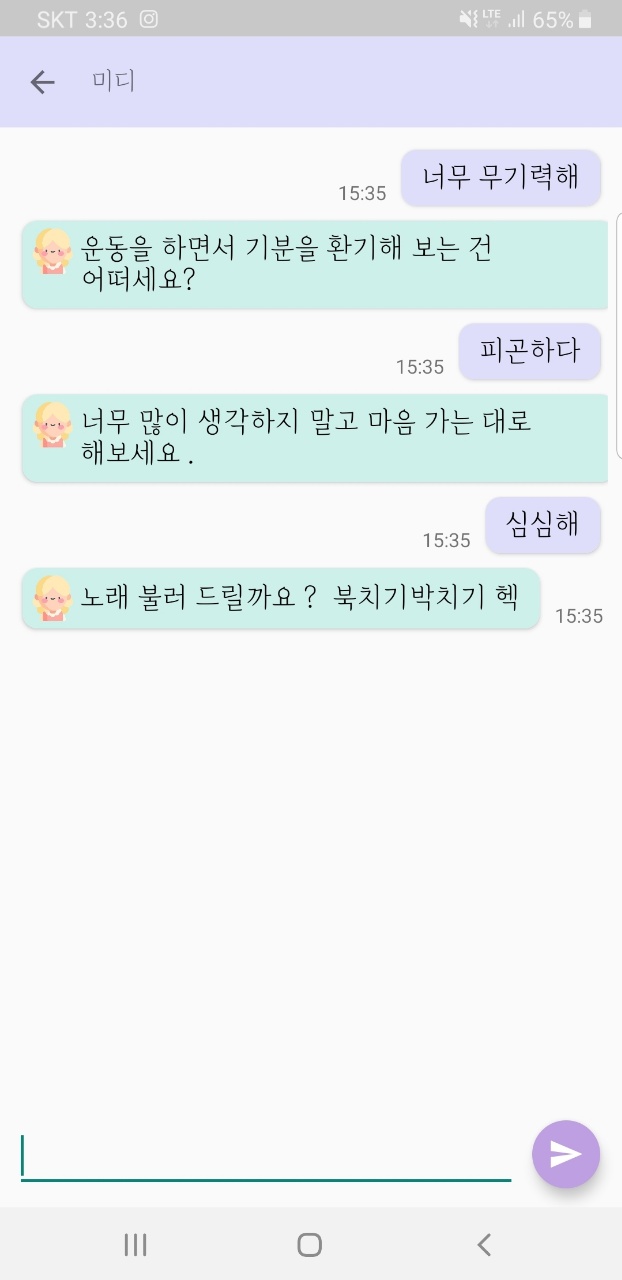 SKT 3:36
LTE
65%
미디
너무 무기력해
15:35
운동을 하면서 기분을 환기해 보는 건
어떠세요?
피곤하다
15:35
너무 많이 생각하지 말고 마음 가는 대로
해보세요 .
심심해
15:35
노래 불러 드릴까요 ? 북치기박치기 헥
15:35